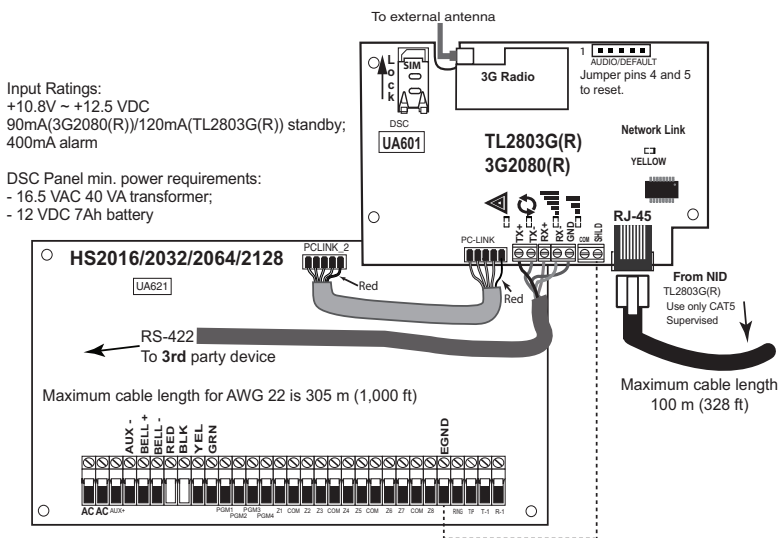 To external antenna
Input Ratings:
+10.8V ~ +12.5 VDC
90mA(3G2080(R))/120mA(TL2803G(R)) standby;
400mA alarm
DSC Panel min. power requirements:
- 16.5 VAC 40 VA transformer;
- 12 VDC 7Ah battery
Lock
SIM
3G Radio
1
AUDIO/DEFAULT
Jumper pins 4 and 5
to reset.
DSC
UA601
TL2803G(R)
3G2080(R)
Network Link
YELLOW
TX+
TX-
RX+
RX-
GND
COM
SHLD
RJ-45
PC-LINK
Red
From NID
TL2803G(R)
Use only CAT5
Supervised
Maximum cable length
100 m (328 ft)
HS2016/2032/2064/2128
PCLINK_2
UA621
Red
RS-422
To 3rd party device
Maximum cable length for AWG 22 is 305 m (1,000 ft)
AUX -
BELL +
BELL -
RED
BLK
YEL
GRN
EGND
AC AC AUX+ PGM1 PGM2 PGM3 PGM4 Z1 COM Z2 Z3 COM Z4 Z5 COM Z6 Z7 COM Z8 RING TIP T-1 R-1